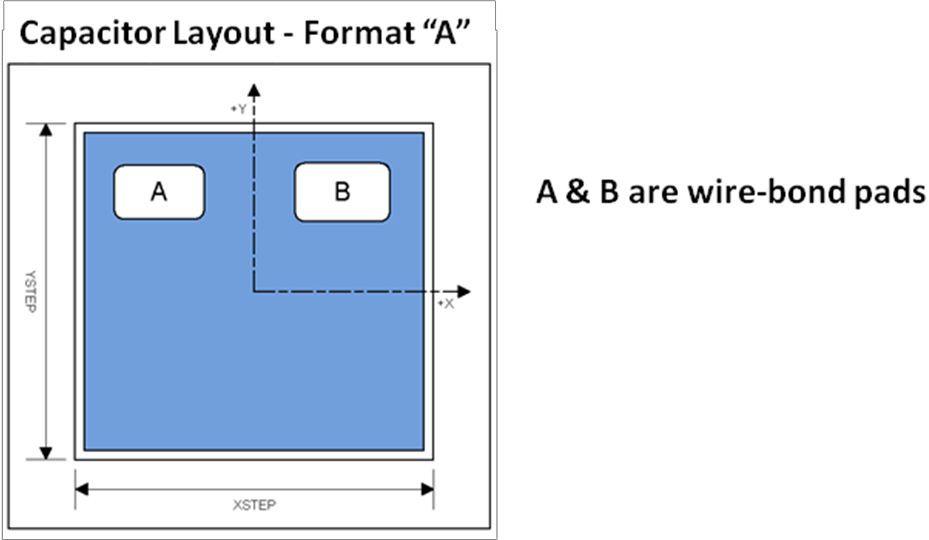 Capacitor Layout - Format “A”
+Y
A
B
A & B are wire-bond pads
YSTEP
+X
XSTEP